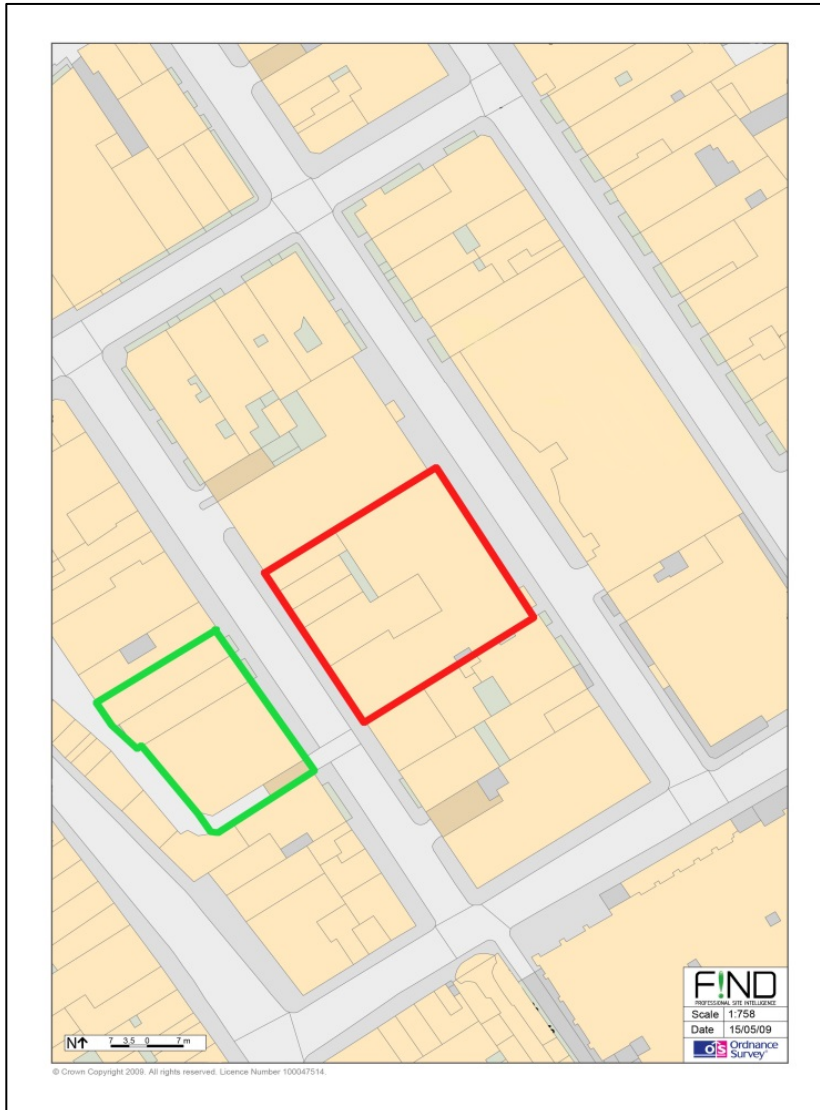 F!ND
PROFESSIONAL SITE INTELLIGENCE
Scale 1:758
Date 15/05/09
OS Ordnance Survey®
N 7 3.5 0 7 m
© Crown Copyright 2009. All rights reserved. Licence Number 100047514.